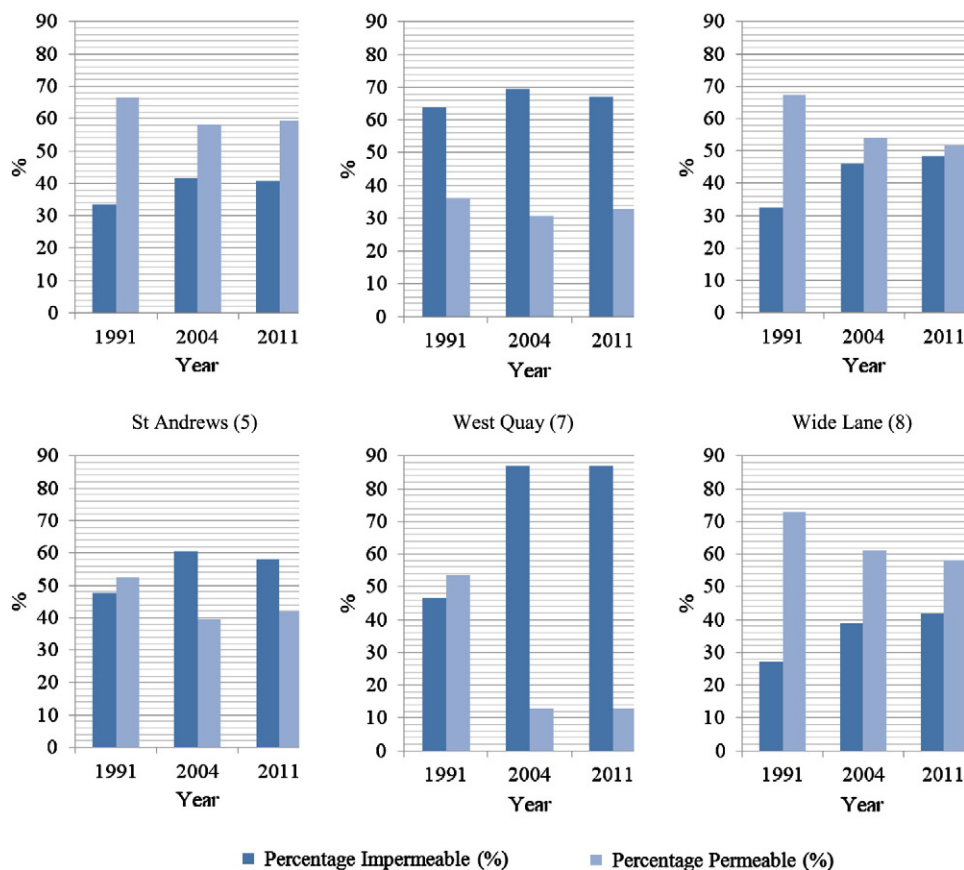 90 80 70 60 50 40 30 20 10 0
%
1991 2004 2011
Year
90 80 70 60 50 40 30 20 10 0
%
1991 2004 2011
Year
90 80 70 60 50 40 30 20 10 0
%
1991 2004 2011
Year
St Andrews (5)
90 80 70 60 50 40 30 20 10 0
%
1991 2004 2011
Year
West Quay (7)
90 80 70 60 50 40 30 20 10 0
%
1991 2004 2011
Year
Wide Lane (8)
90 80 70 60 50 40 30 20 10 0
%
1991 2004 2011
Year
Percentage Impermeable (%) Percentage Permeable (%)